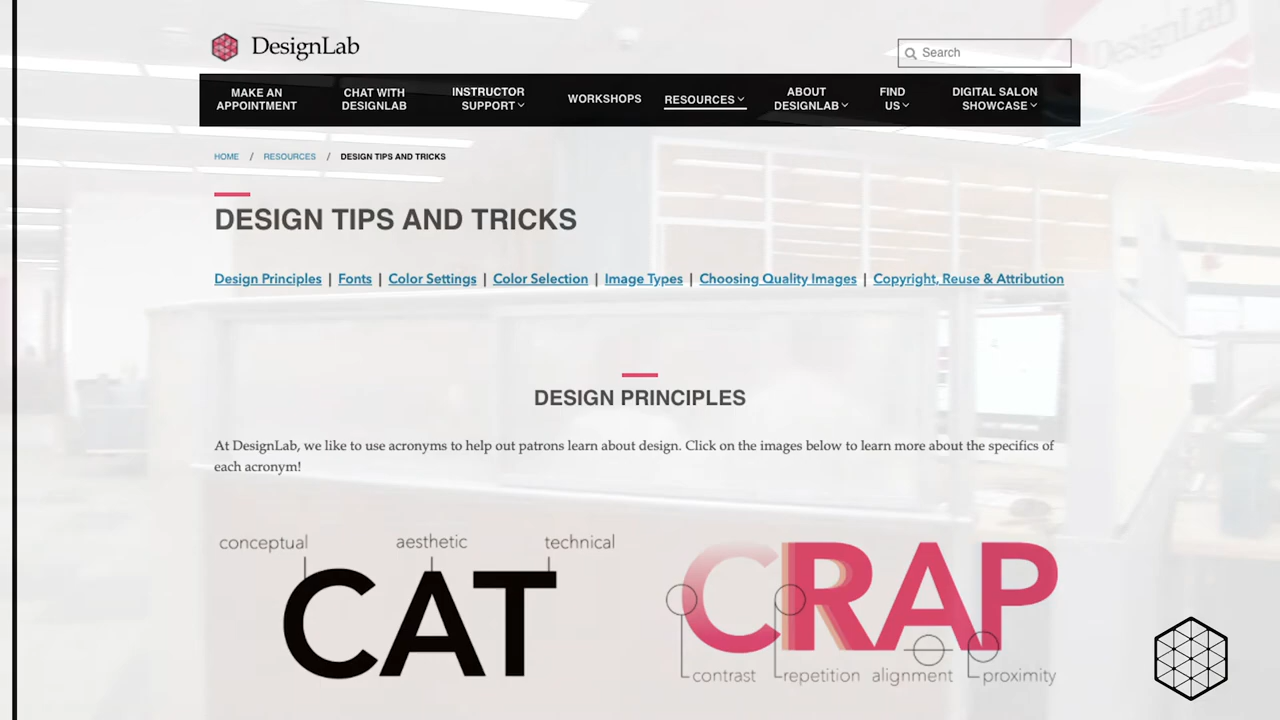 DesignLab
Search
DesignLab
MAKE AN
APPOINTMENT
CHAT WITH
DESIGNLAB
INSTRUCTOR
SUPPORT
WORKSHOPS
RESOURCES
ABOUT
DESIGNLAB
FIND
US
DIGITAL SALON
SHOWCASE
HOME / RESOURCES / DESIGN TIPS AND TRICKS
DESIGN TIPS AND TRICKS
Design Principles | Fonts | Color Settings | Color Selection | Image Types | Choosing Quality Images | Copyright, Reuse & Attribution
DESIGN PRINCIPLES
At DesignLab, we like to use acronyms to help out patrons learn about design. Click on the images below to learn more about the specifics of
each acronym!
conceptual aesthetic technical
CAT
CRAP
contrast repetition alignment proximity